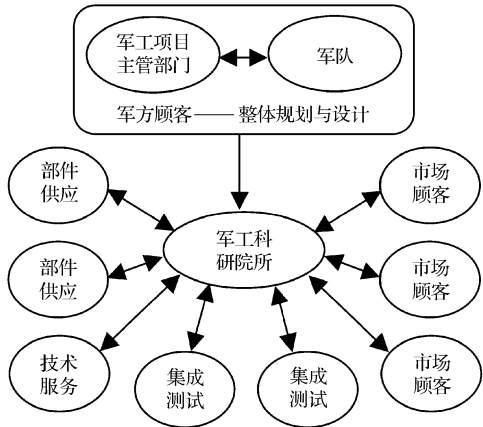 军工项目
主管部门
军队
军方顾客——整体规划与设计
部件
供应
市场
顾客
军工科
研院所
部件
供应
市场
顾客
技术
服务
集成
测试
集成
测试
市场
顾客